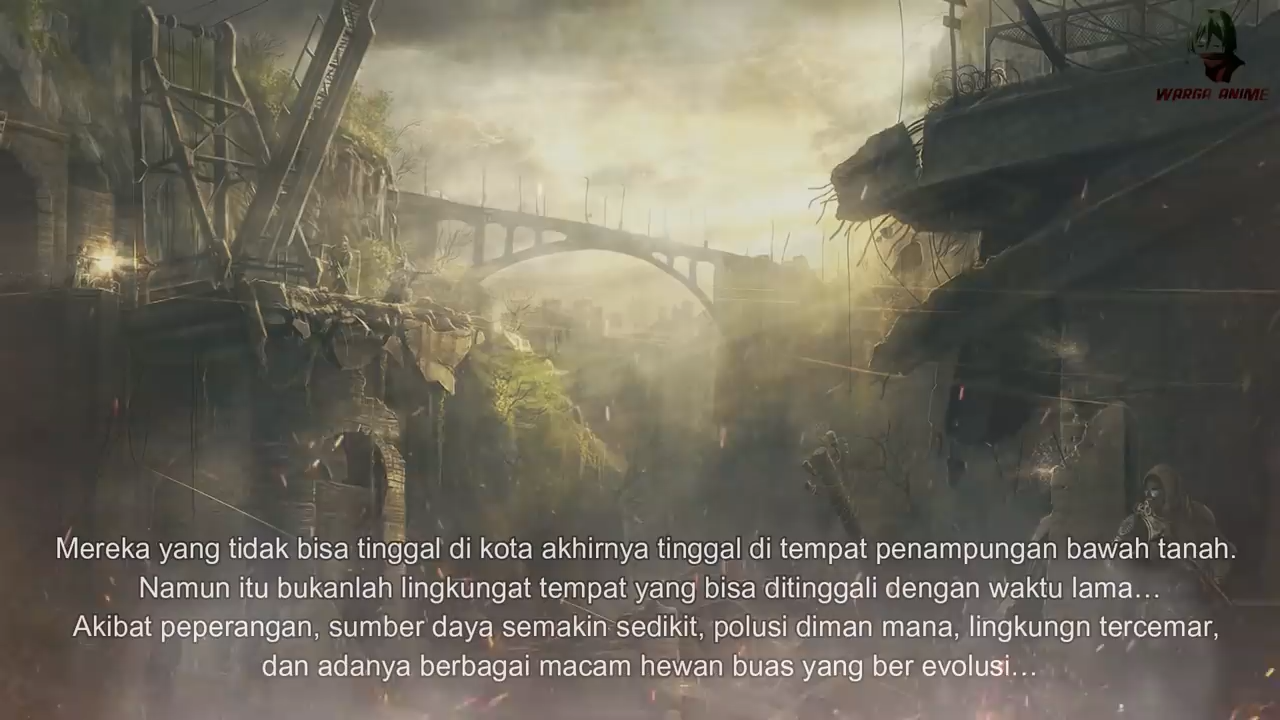 WARGA ANIME
Mereka yang tidak bisa tinggal di kota akhirnya tinggal di tempat penampungan bawah tanah.
Namun itu bukanlah lingkungat tempat yang bisa ditinggali dengan waktu lama…
Akibat peperangan, sumber daya semakin sedikit, polusi diman mana, lingkungn tercemar,
dan adanya berbagai macam hewan buas yang ber evolusi…